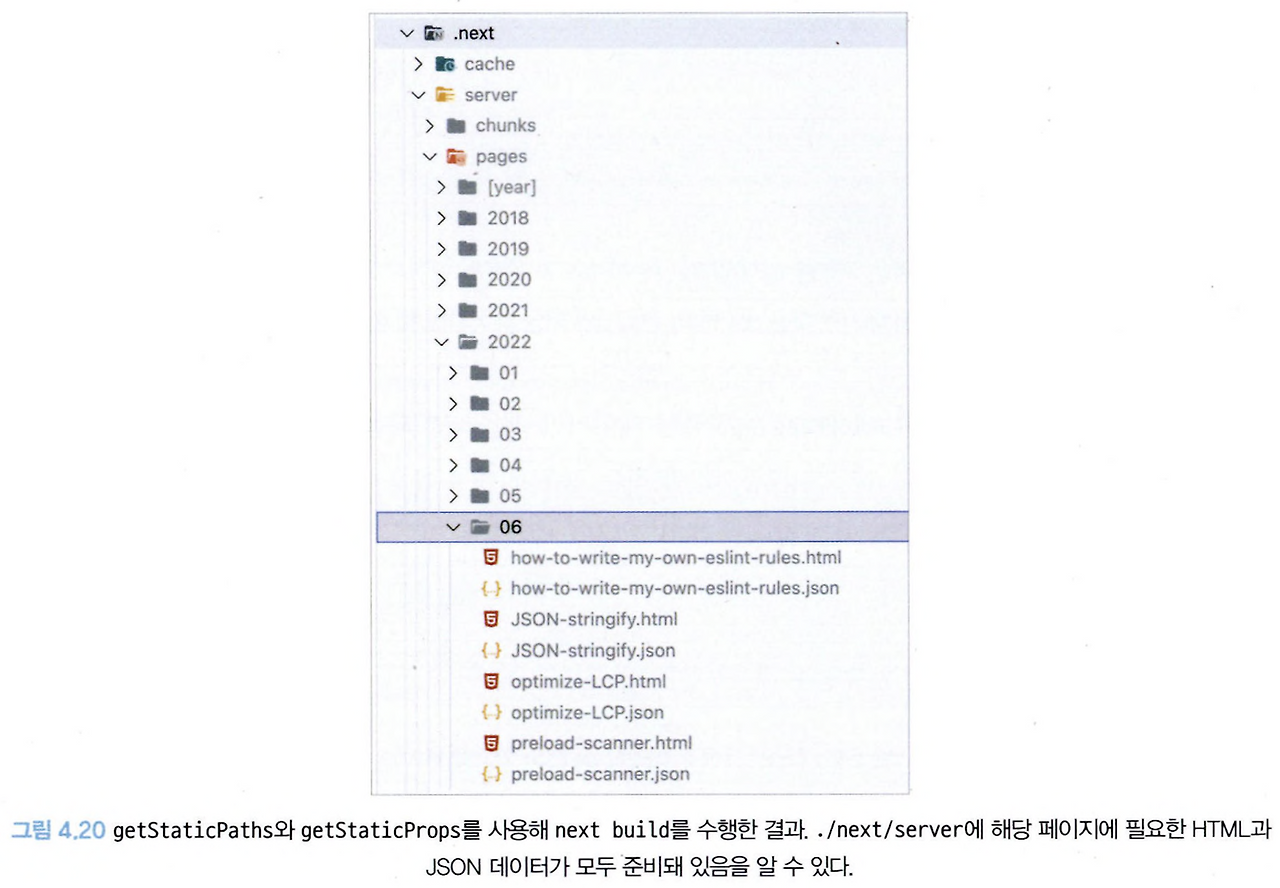 .next
cache
server
chunks
pages
[year]
2018
2019
2020
2021
2022
01
02
03
04
05
06
how-to-write-my-own-eslint-rules.html
how-to-write-my-own-eslint-rules.json
JSON-stringify.html
JSON-stringify.json
optimize-LCP.html
optimize-LCP.json
preload-scanner.html
preload-scanner.json
그림 4.20 getStaticPaths와 getStaticProps를 사용해 next build를 수행한 결과. ./next/server에 해당 페이지에 필요한 HTML과
JSON 데이터가 모두 준비돼 있음을 알 수 있다.